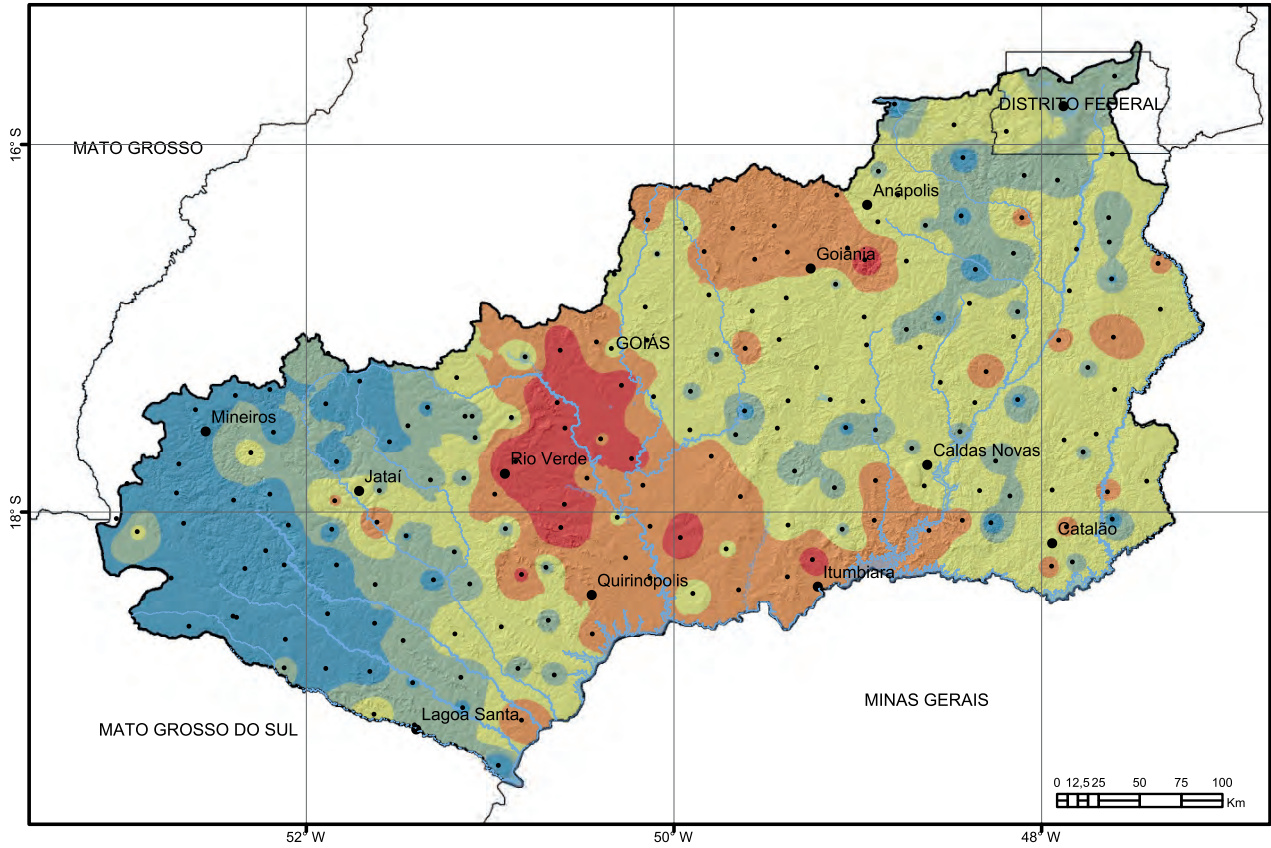 DISTRITO FEDERAL
16° S
MATO GROSSO
Anápolis
Goiânia
GOIÁS
Mineiros
Rio Verde
Caldas Novas
Jataí
18° S
Catalão
Itumbiara
Quirinópolis
MINAS GERAIS
Lagoa Santa
MATO GROSSO DO SUL
0 12,5 25 50 75 100
Km
52° W
50° W
48° W